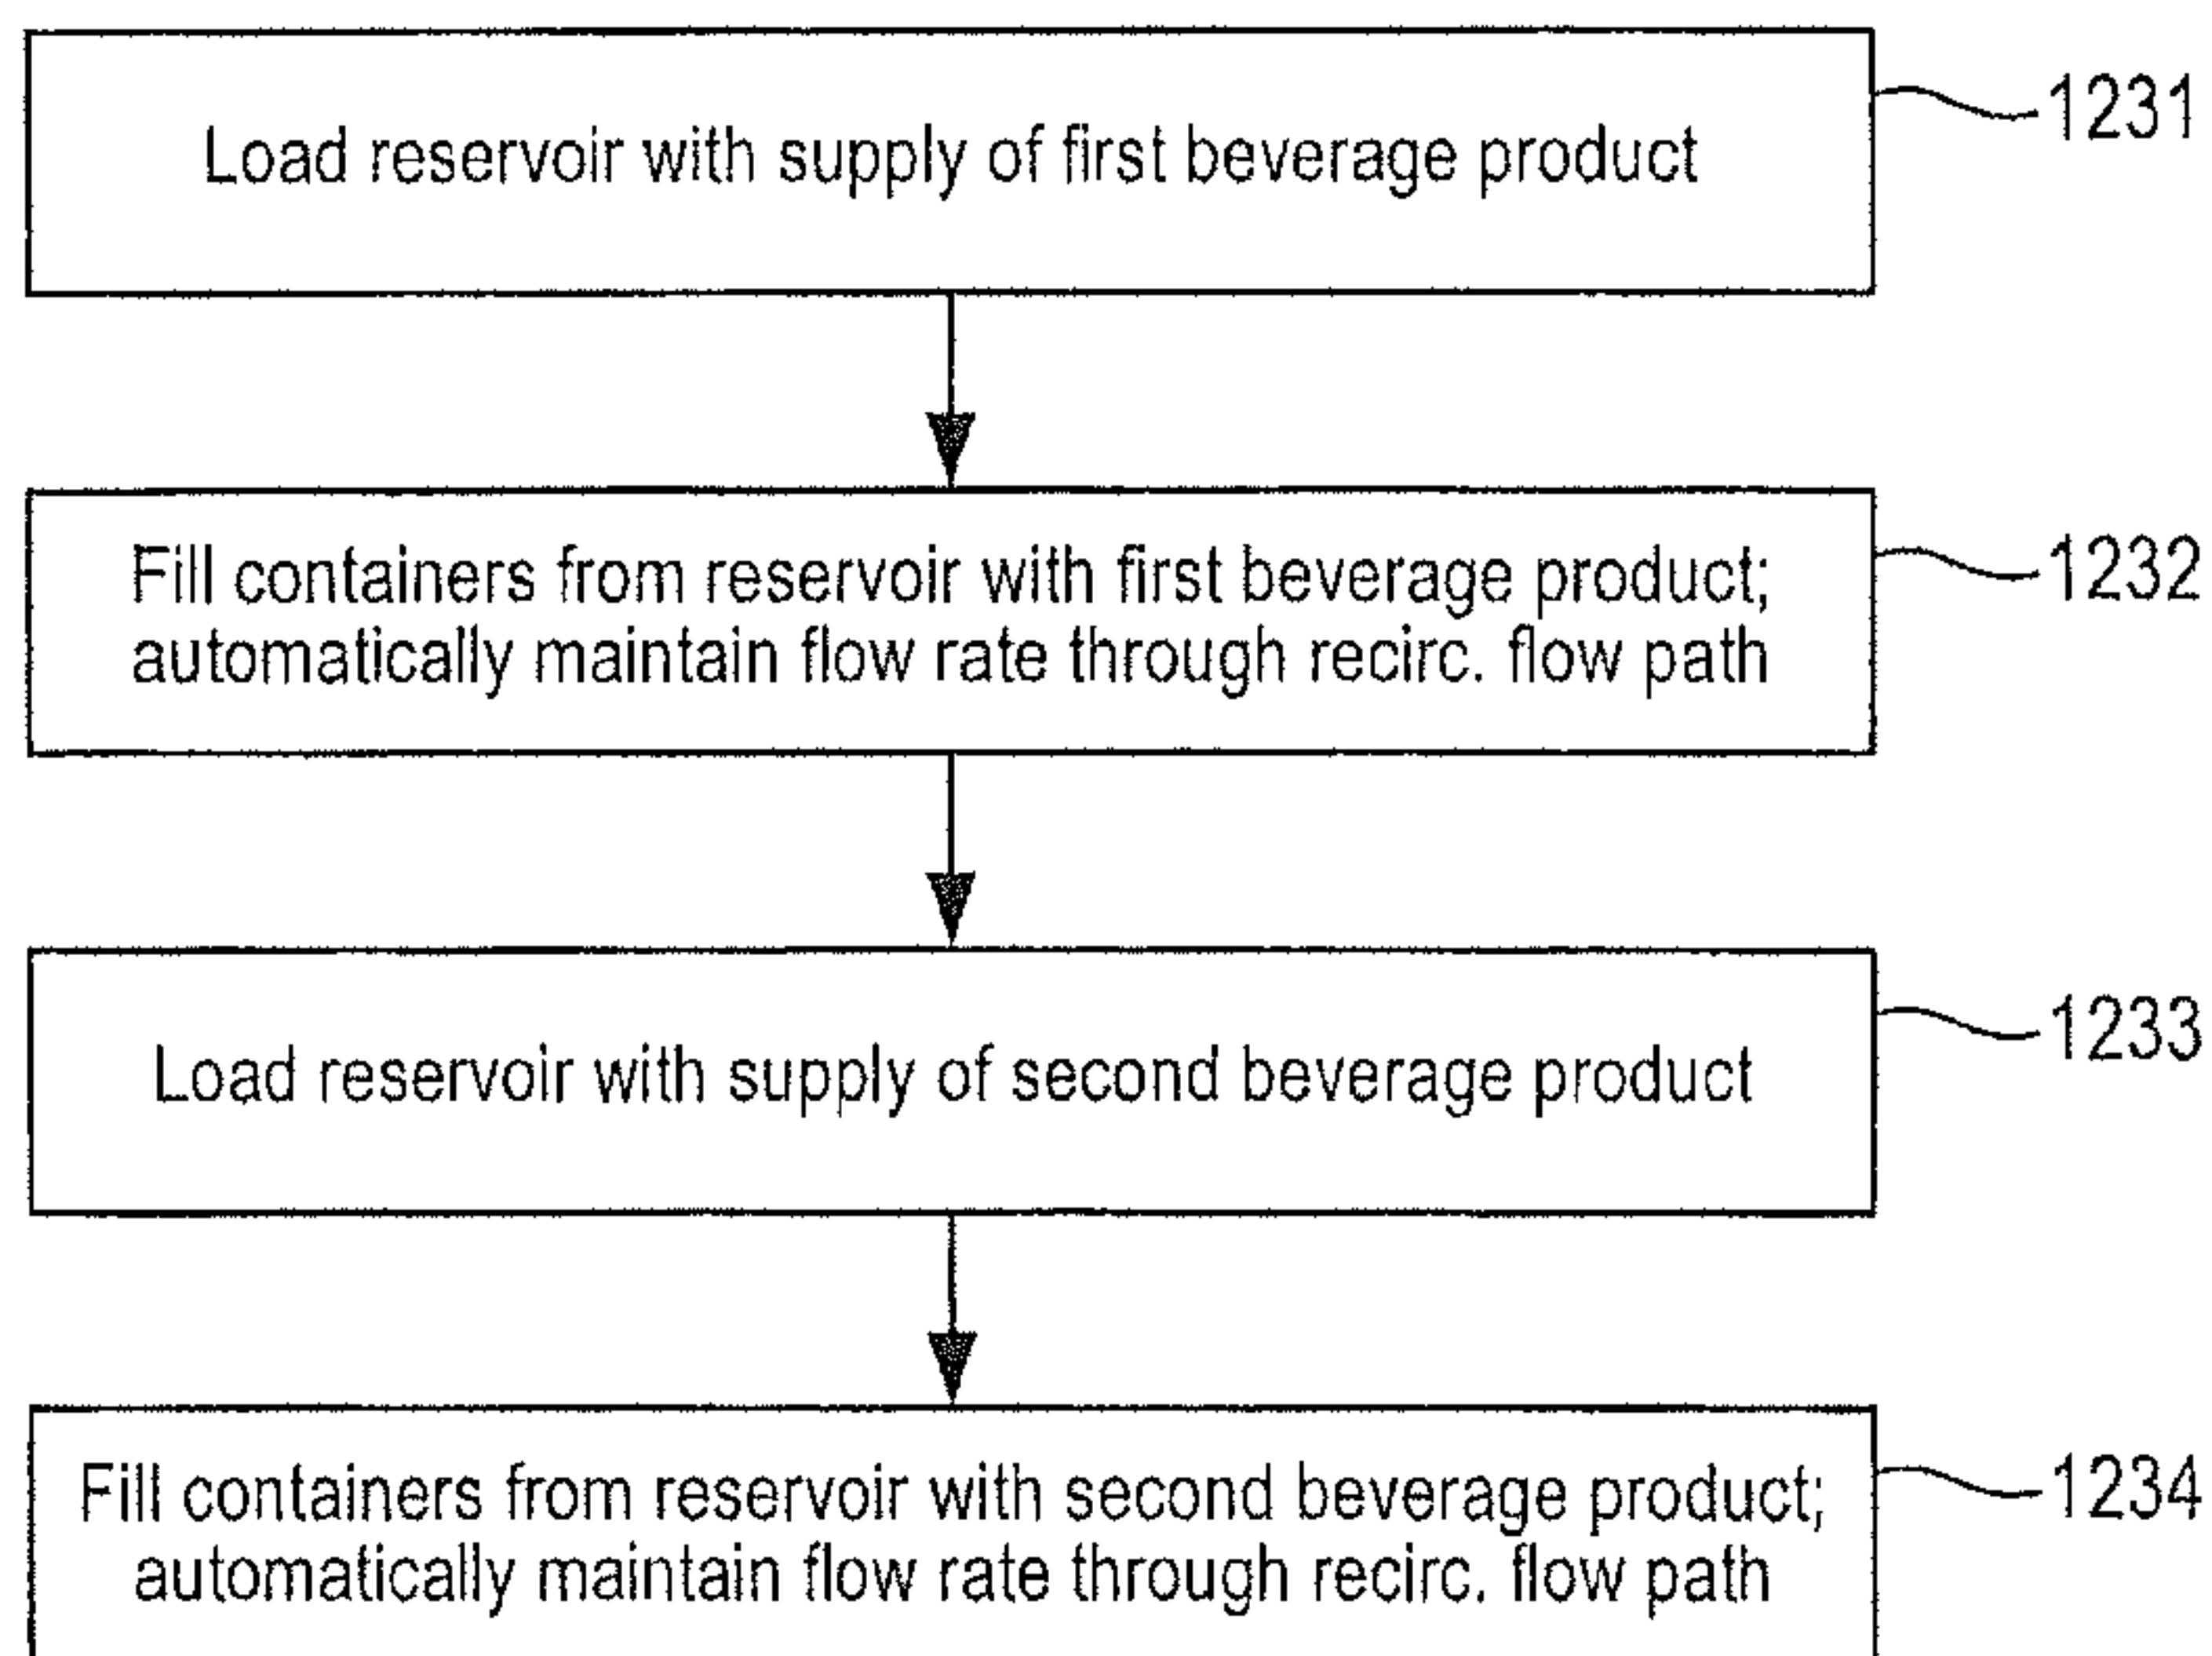 Load reservoir with supply of first beverage product
1231
Fill containers from reservoir with first beverage product;
automatically maintain flow rate through recirc. flow path
1232
Load reservoir with supply of second beverage product
1233
Fill containers from reservoir with second beverage product;
automatically maintain flow rate through recirc. flow path
1234